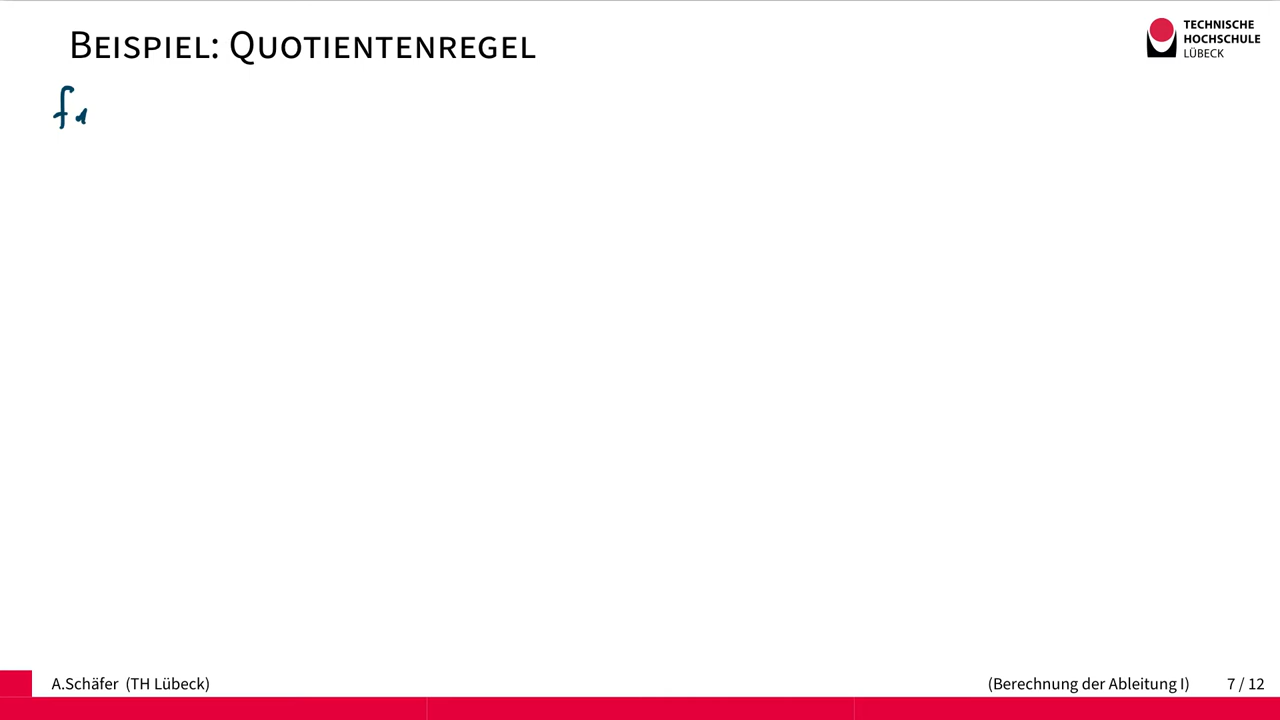 Beispiel: Quotientenregel
TECHNISCHE
HOCHSCHULE
LÜBECK
f1
A.Schäfer (TH Lübeck)
(Berechnung der Ableitung I)
7 / 12